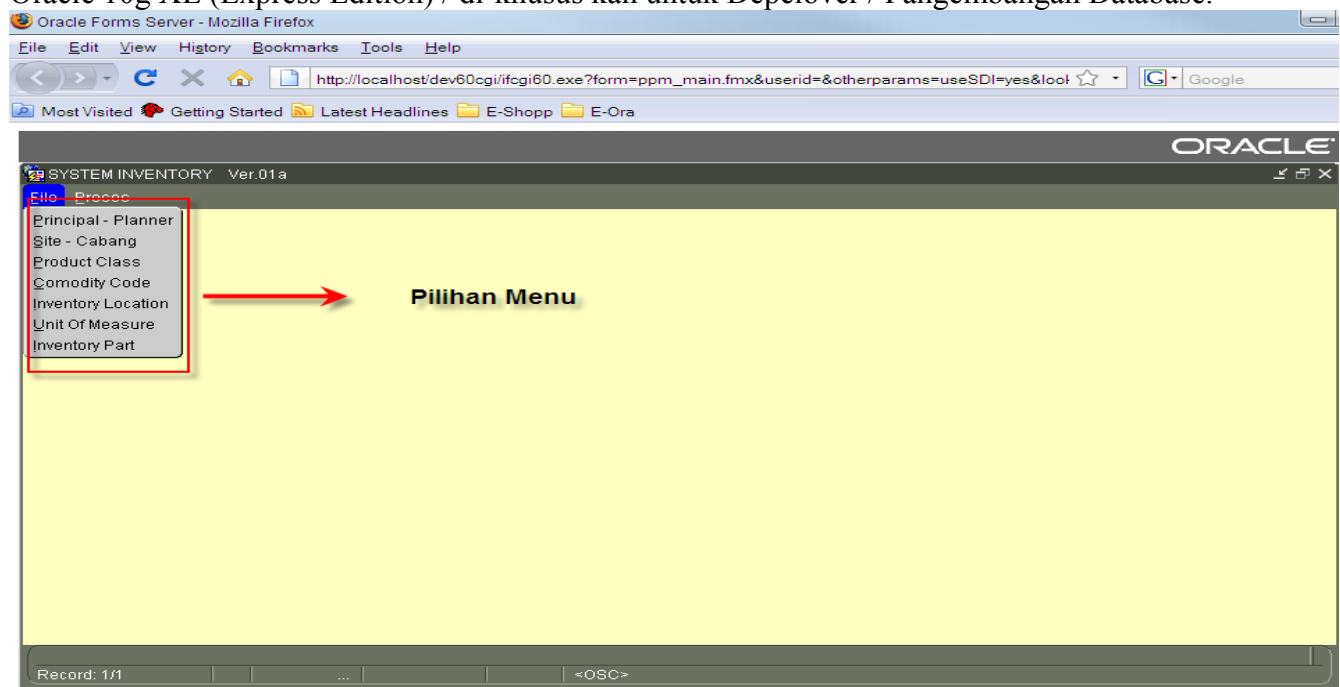 Oracle 10g XE (Express Edition) / di khusus kan untuk Depelover / Pangembangan Database.
Oracle Forms Server - Mozilla Firefox
File Edit View History Bookmarks Tools Help
http://localhost/dev60cgi/ifcgi60.exe?form=ppm_main.fmx&userid=&otherparams=useSDI=yes&lool
Google
Most Visited Getting Started Latest Headlines E-Shopp E-Ora
ORACLE
SYSTEM INVENTORY Ver.01a
File Proces
Principal - Planner
Site - Cabang
Product Class
Comodity Code
Inventory Location
Pilihan Menu
Unit Of Measure
Inventory Part
Record: 1/1 ... <OSC>